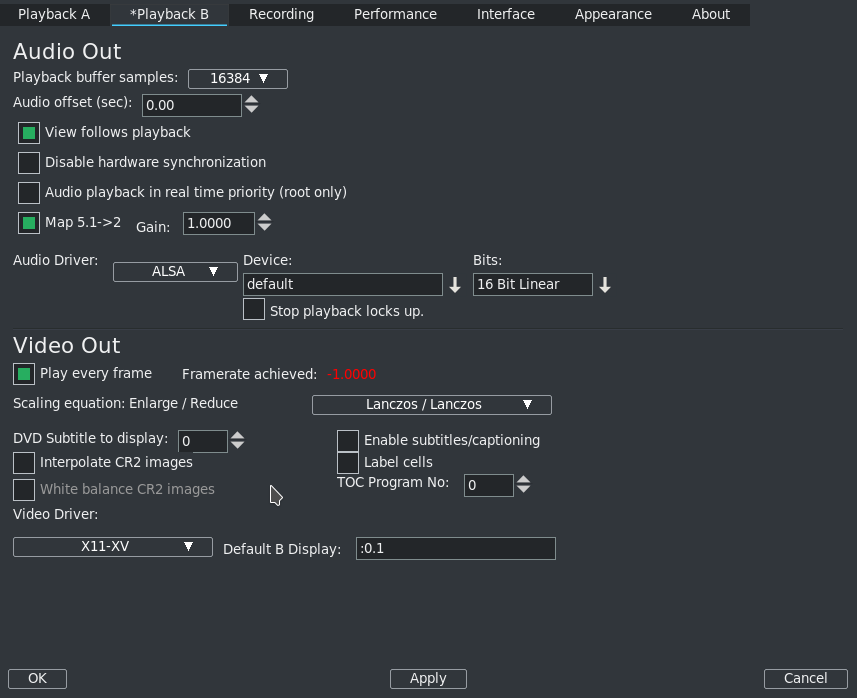 Playback A *Playback B Recording Performance Interface Appearance About
Audio Out
Playback buffer samples: 16384
Audio offset (sec): 0.00
View follows playback
Disable hardware synchronization
Audio playback in real time priority (root only)
Map 5.1->2 Gain: 1.0000
Audio Driver: ALSA Device: Bits:
default 16 Bit Linear
Stop playback locks up.
Video Out
Play every frame Framerate achieved: -1.0000
Scaling equation: Enlarge / Reduce Lanczos / Lanczos
DVD Subtitle to display: 0 Enable subtitles/captioning
Interpolate CR2 images Label cells
White balance CR2 images TOC Program No: 0
Video Driver:
X11-XV Default B Display: :0.1
OK Apply Cancel